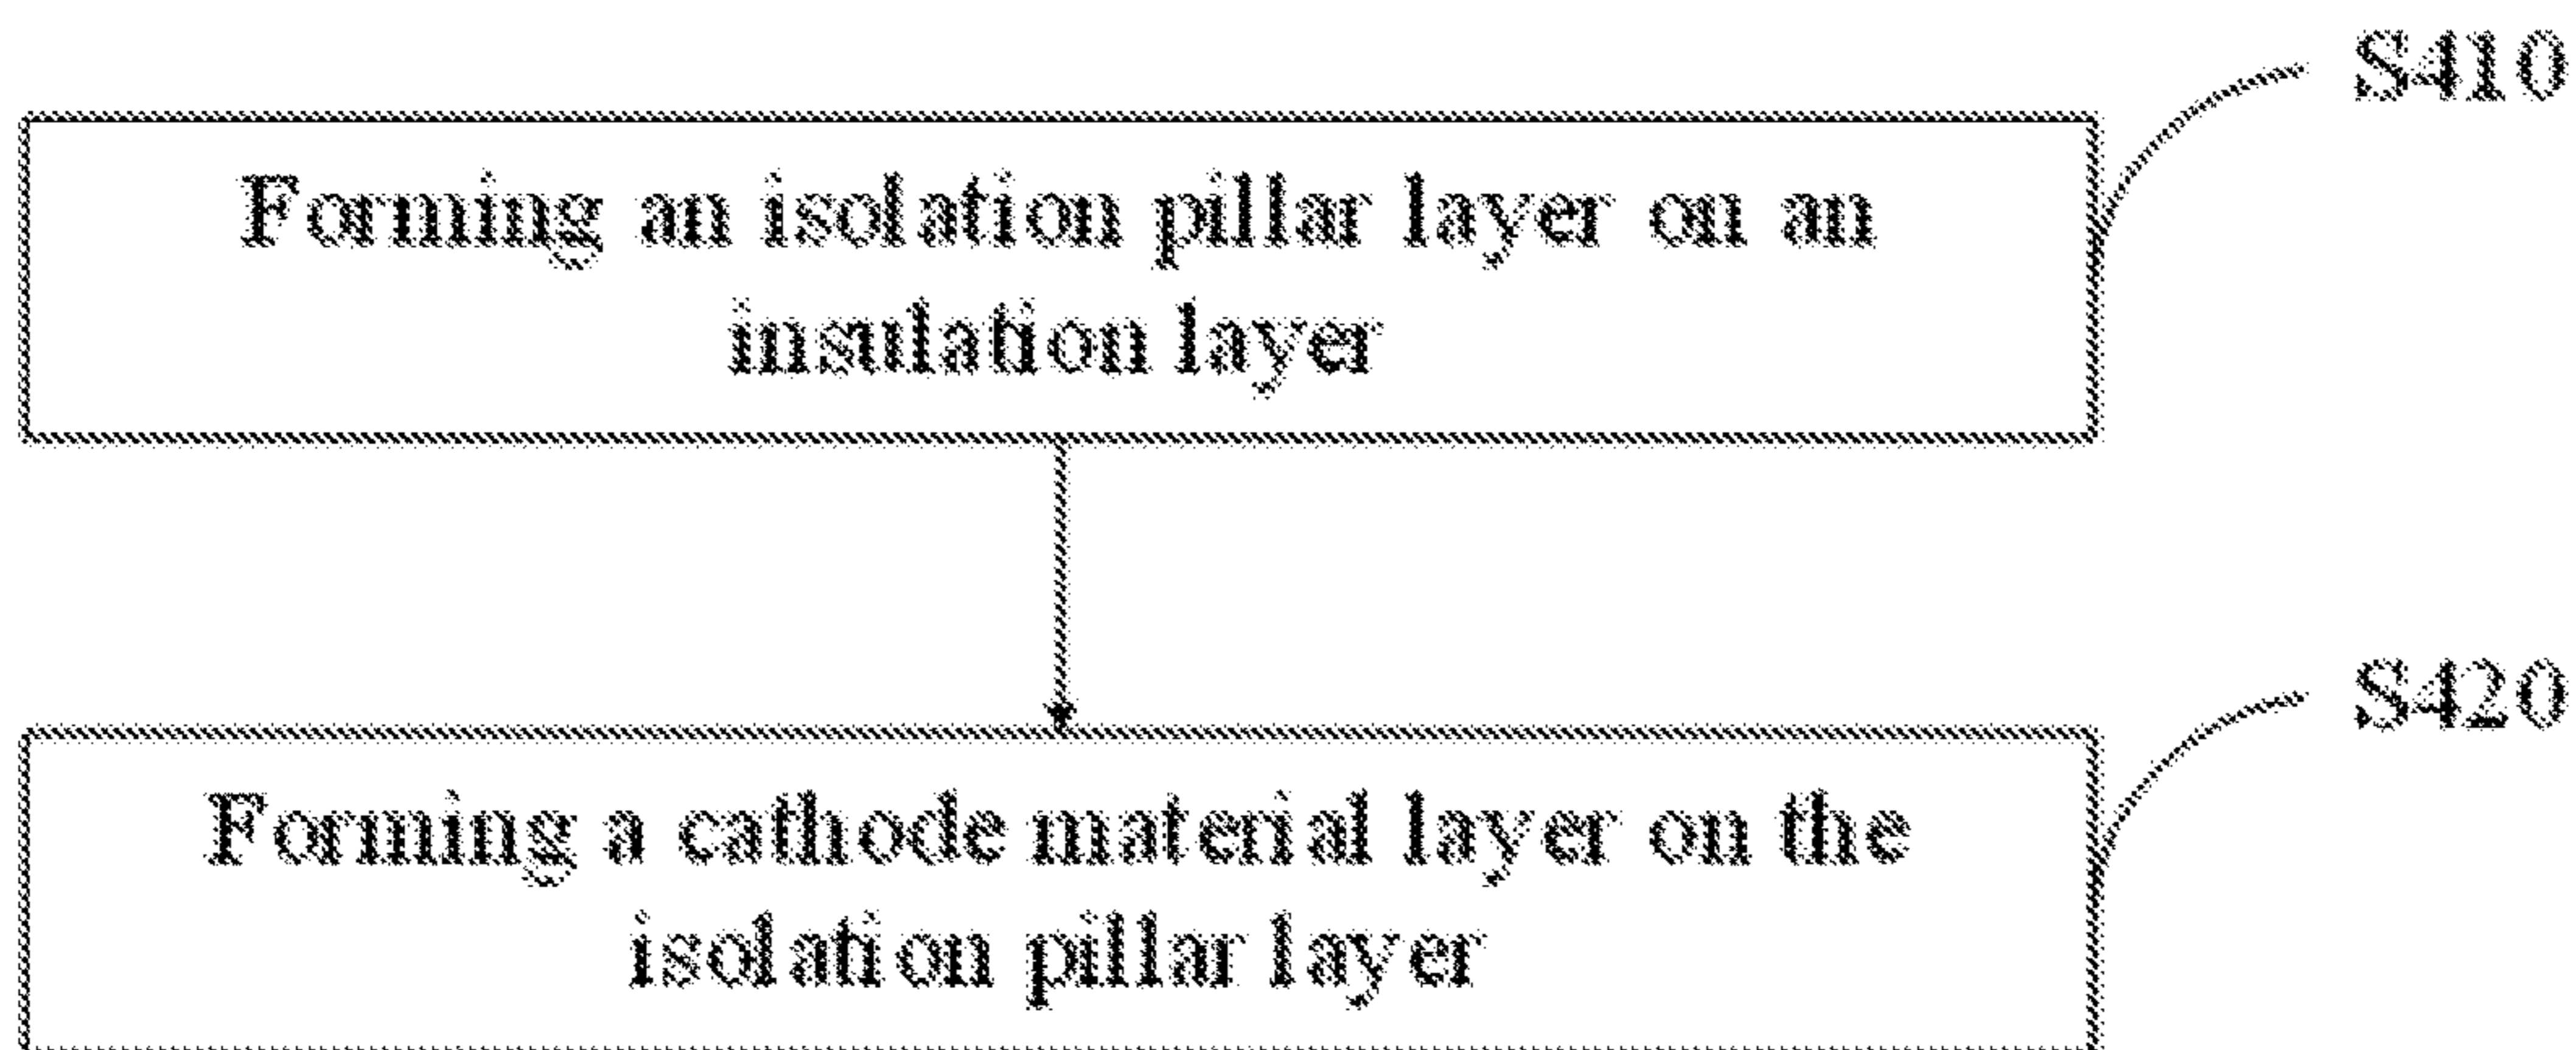 S410
Forming an isolation pillar layer on an
insulation layer
S420
Forming a cathode material layer on the
isolation pillar layer